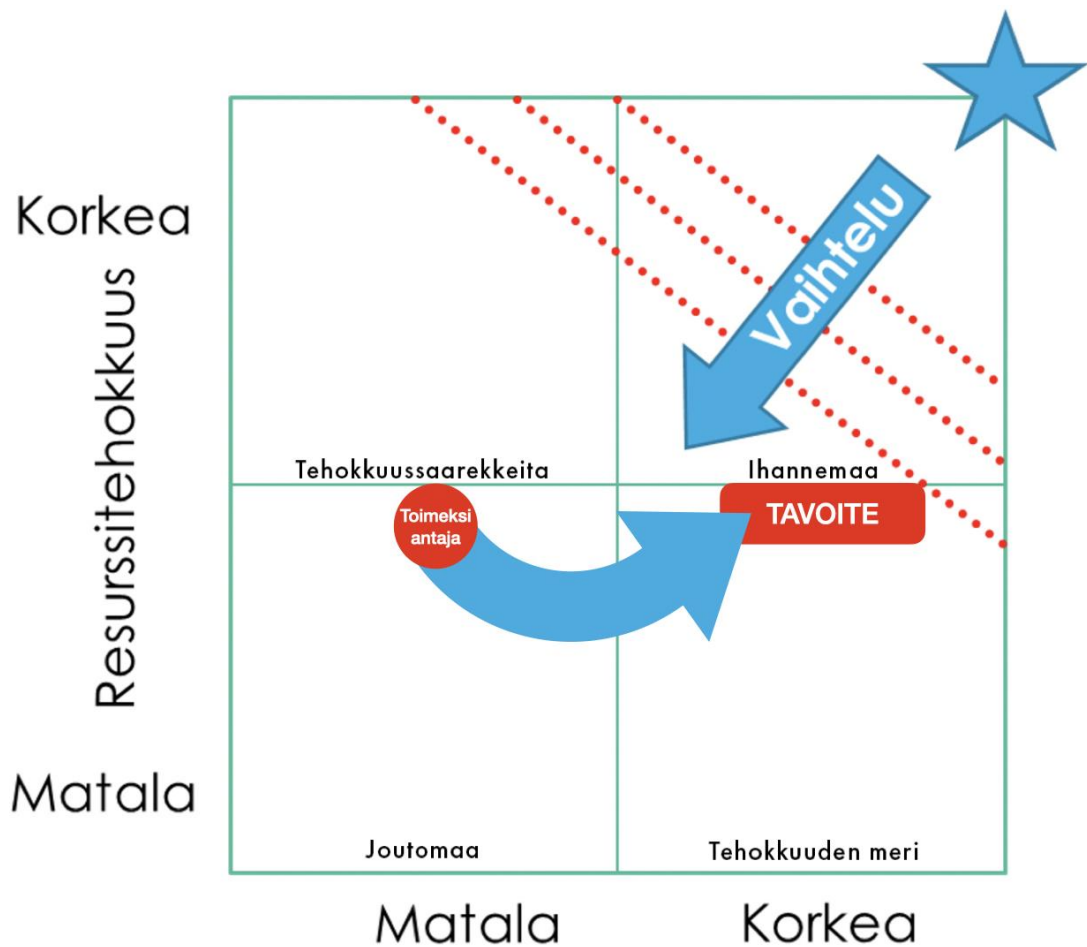 Korkea
Resurssitehokkuus
Matala
Vaihtelu
Tehokkuussaarekkeita
Ihannemaa
Toimeksi
antaja
TAVOITE
Joutomaa
Tehokkuuden meri
Matala
Korkea